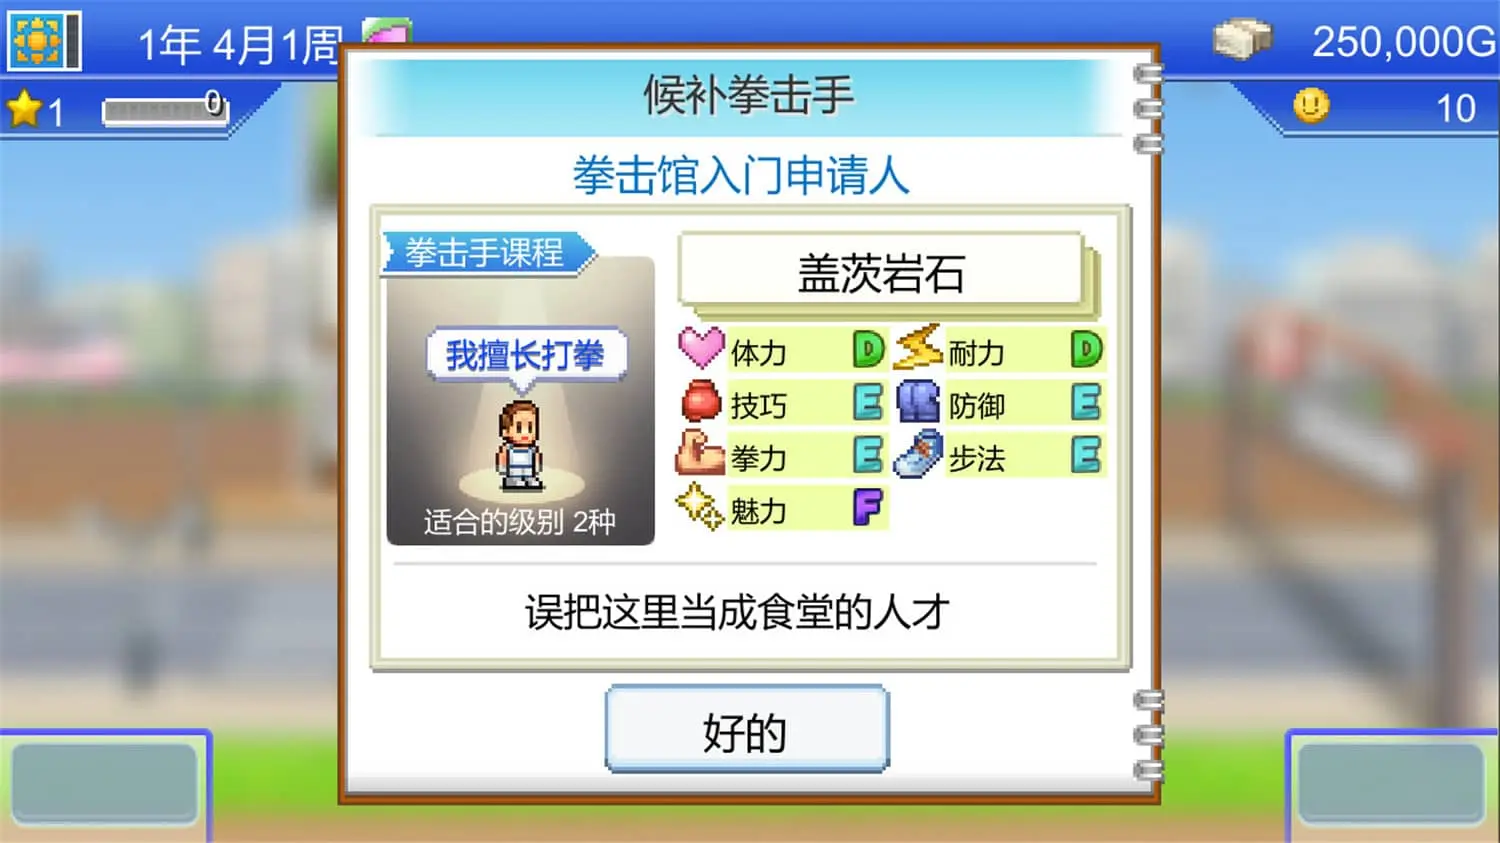 1年 4月1周
250,000G
1
0
10
候补拳击手
拳击馆入门申请人
拳击手课程
盖茨岩石
我擅长打拳
体力 D 耐力 D
技巧 E 防御 E
拳力 E 步法 E
魅力 F
适合的级别 2种
误把这里当成食堂的人才
好的